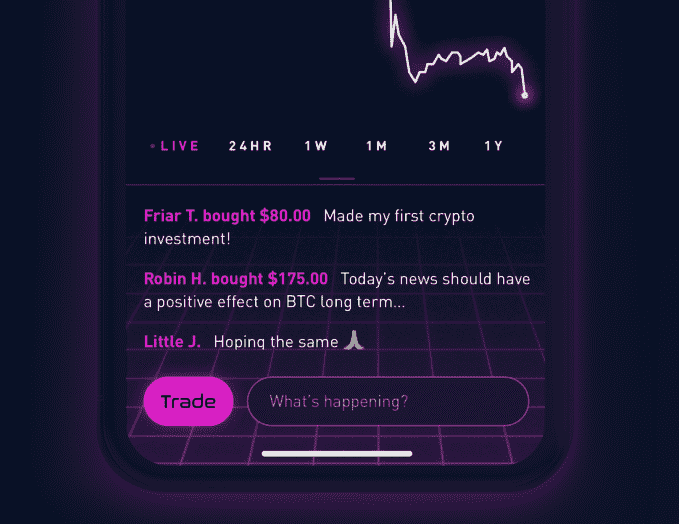 • LIVE 24HR 1W 1M 3M 1Y
Friar T. bought $80.00 Made my first crypto
investment!
Robin H. bought $175.00 Today's news should have
a positive effect on BTC long term...
Little J. Hoping the same 🙏
Trade What's happening?